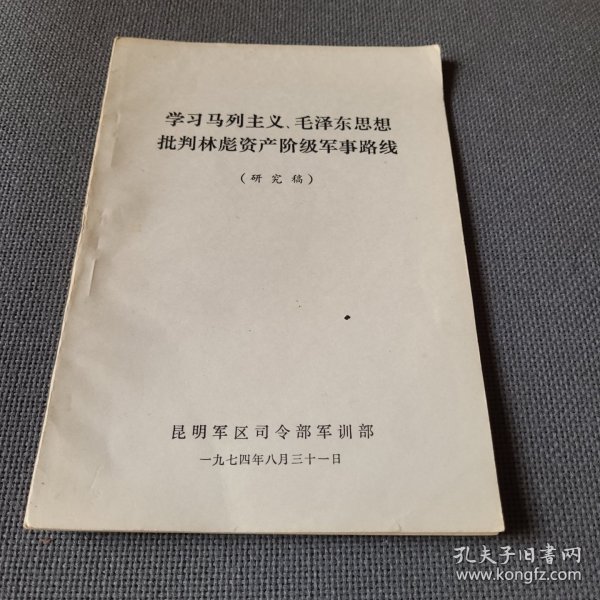 学习马列主义、毛泽东思想
批判林彪资产阶级军事路线
(研究稿)
昆明军区司令部军训部
一九七四年八月三十一日
孔夫子旧书网
www.kongfz.com